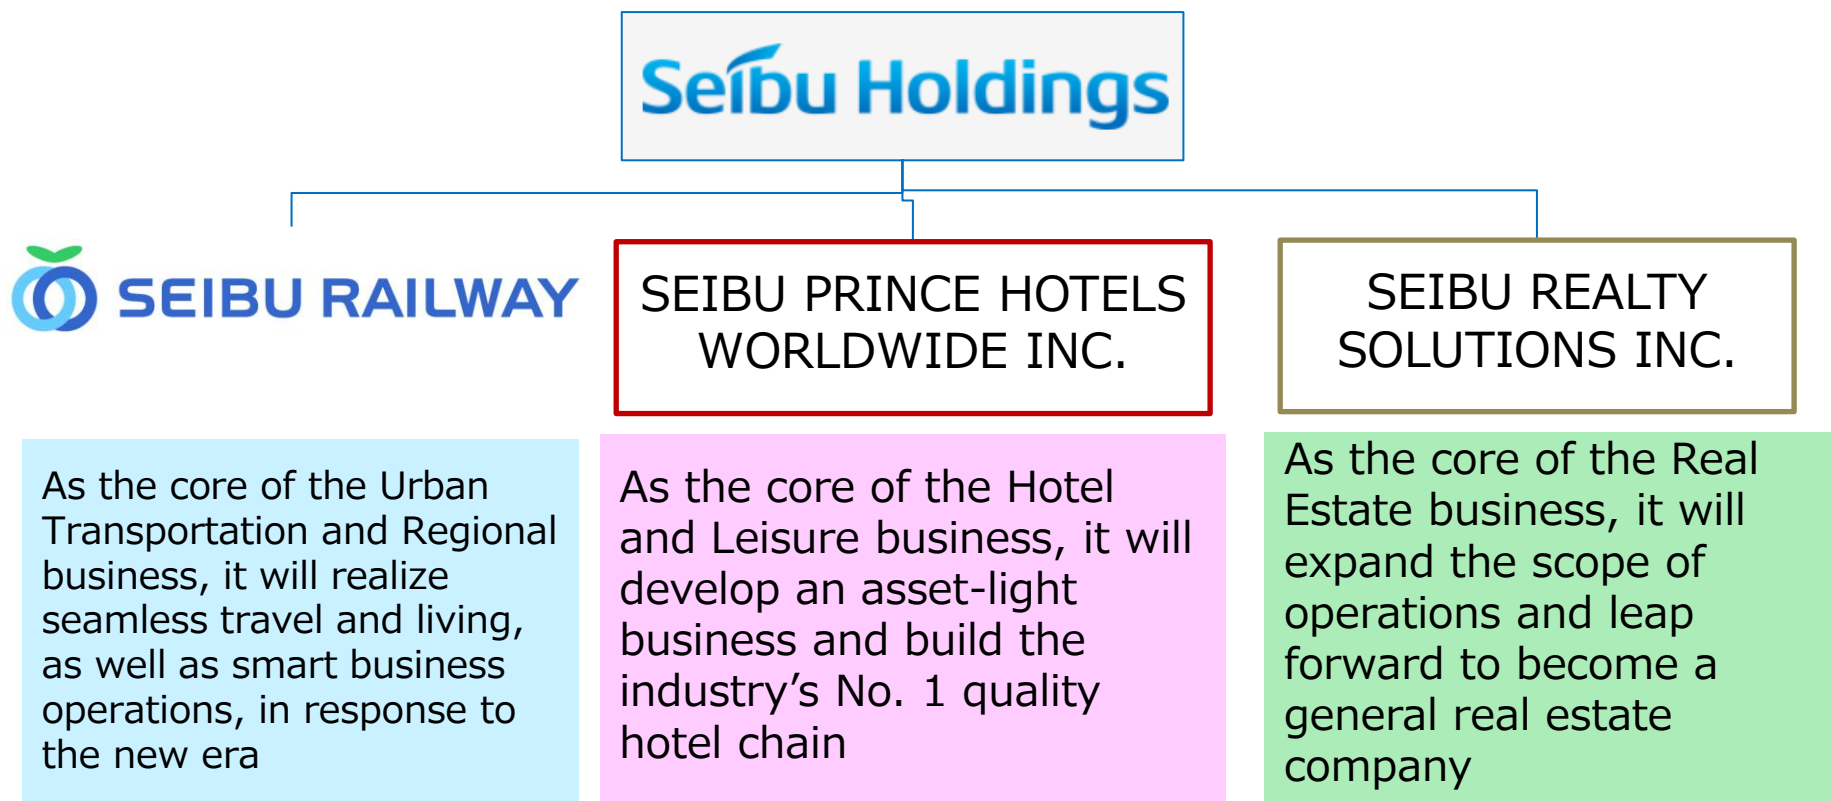 Seibu Holdings
SEIBU RAILWAY
SEIBU PRINCE HOTELS
WORLDWIDE INC.
SEIBU REALTY
SOLUTIONS INC.
As the core of the Urban
Transportation and Regional
business, it will realize
seamless travel and living,
as well as smart business
operations, in response to
the new era
As the core of the Hotel
and Leisure business, it will
develop an asset-light
business and build the
industry’s No. 1 quality
hotel chain
As the core of the Real
Estate business, it will
expand the scope of
operations and leap
forward to become a
general real estate
company